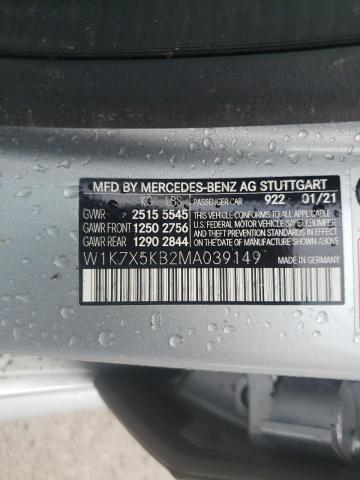 MFD BY MERCEDES-BENZ AG STUTTGART
KG LBS PASSENGER CAR 922 01/21
GVWR 2515 5545 THIS VEHICLE CONFORMS TO ALL APPLICABLE
GAWR FRONT 1250 2756 U.S. FEDERAL MOTOR VEHICLE SAFETY, BUMPER
GAWR REAR 1290 2844 AND THEFT PREVENTION STANDARDS IN EFFECT ON THE DATE OF MANUFACTURE SHOWN ABOVE
W1K7X5KB2MA039149
MADE IN GERMANY